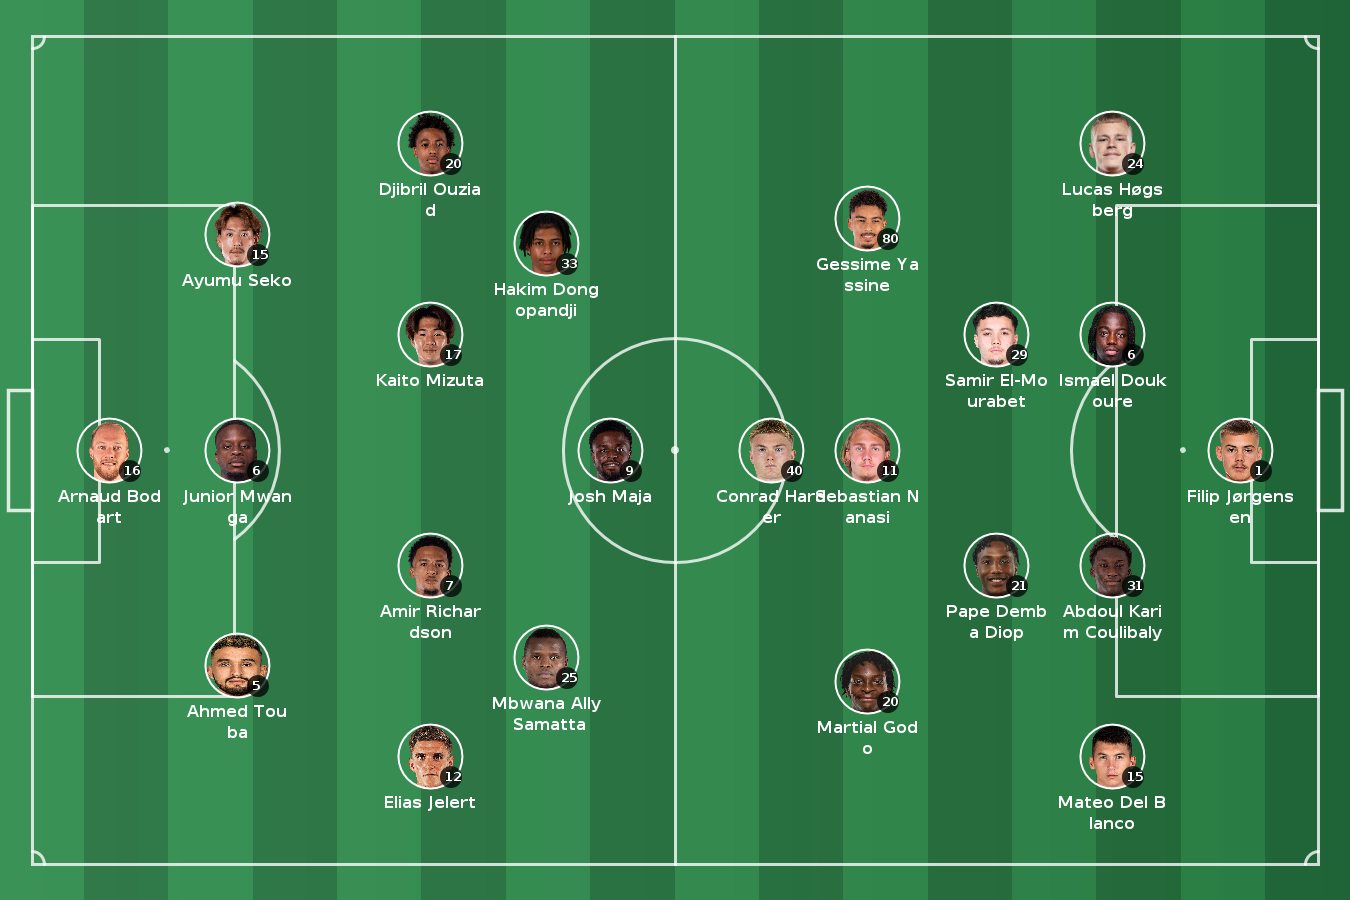 20
Djibril Ouzia
d
24
Lucas Høgs
berg
15
Ayumu Seko
80
Gessime Ya
ssine
33
Hakim Dong
opandji
17
Kaito Mizuta
29
Samir El-Mo
urabet
6
Ismael Douk
oure
16
Arnaud Bod
art
6
Junior Mwan
ga
9
Josh Maja
40
Conrad Hars
er
11
Sebastian N
anasi
1
Filip Jørgens
en
7
Amir Richar
dson
21
Pape Demb
a Diop
31
Abdoul Kari
m Coulibaly
5
Ahmed Tou
ba
25
Mbwana Ally
Samatta
20
Martial God
o
12
Elias Jelert
15
Mateo Del B
lanco